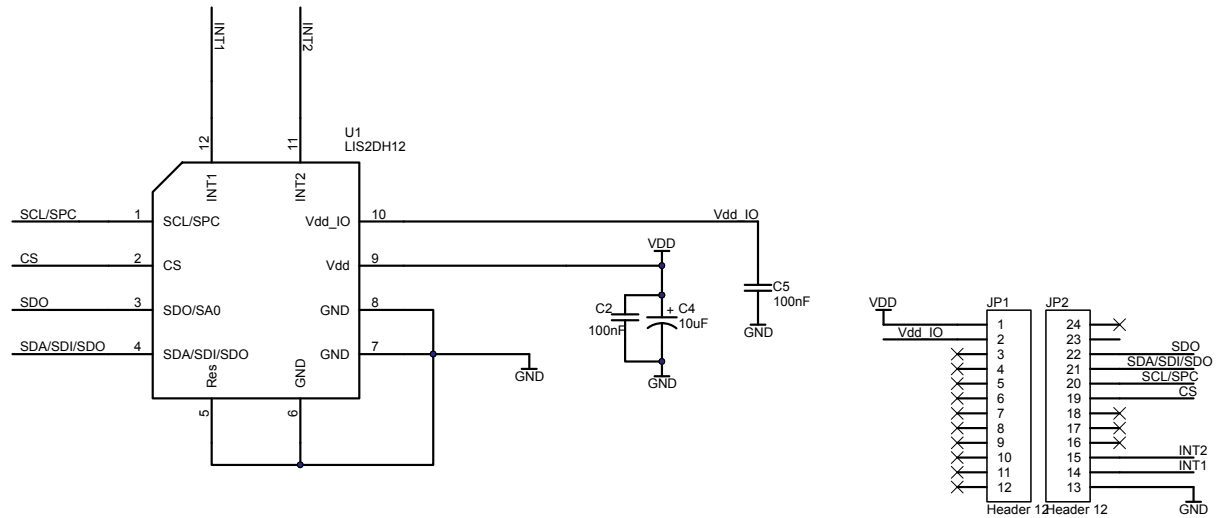 INT1
INT2
12
11
U1
LIS2DH12
INT1
INT2
SCL/SPC
1
SCL/SPC
Vdd_IO
10
Vdd_IO
CS
2
CS
Vdd
9
VDD
SDO
3
SDO/SA0
GND
8
SDA/SDI/SDO
4
SDA/SDI/SDO
GND
7
GND
Res
GND
5
6
C2
100nF
+ C4
10uF
GND
C5
100nF
GND
VDD
Vdd_IO
JP1
1
2
3
4
5
6
7
8
9
10
11
12
Header 12
JP2
24
23
22 SDO
21 SDA/SDI/SDO
20 SCL/SPC
19 CS
18
17
16
15 INT2
14 INT1
13
GND
Header 12